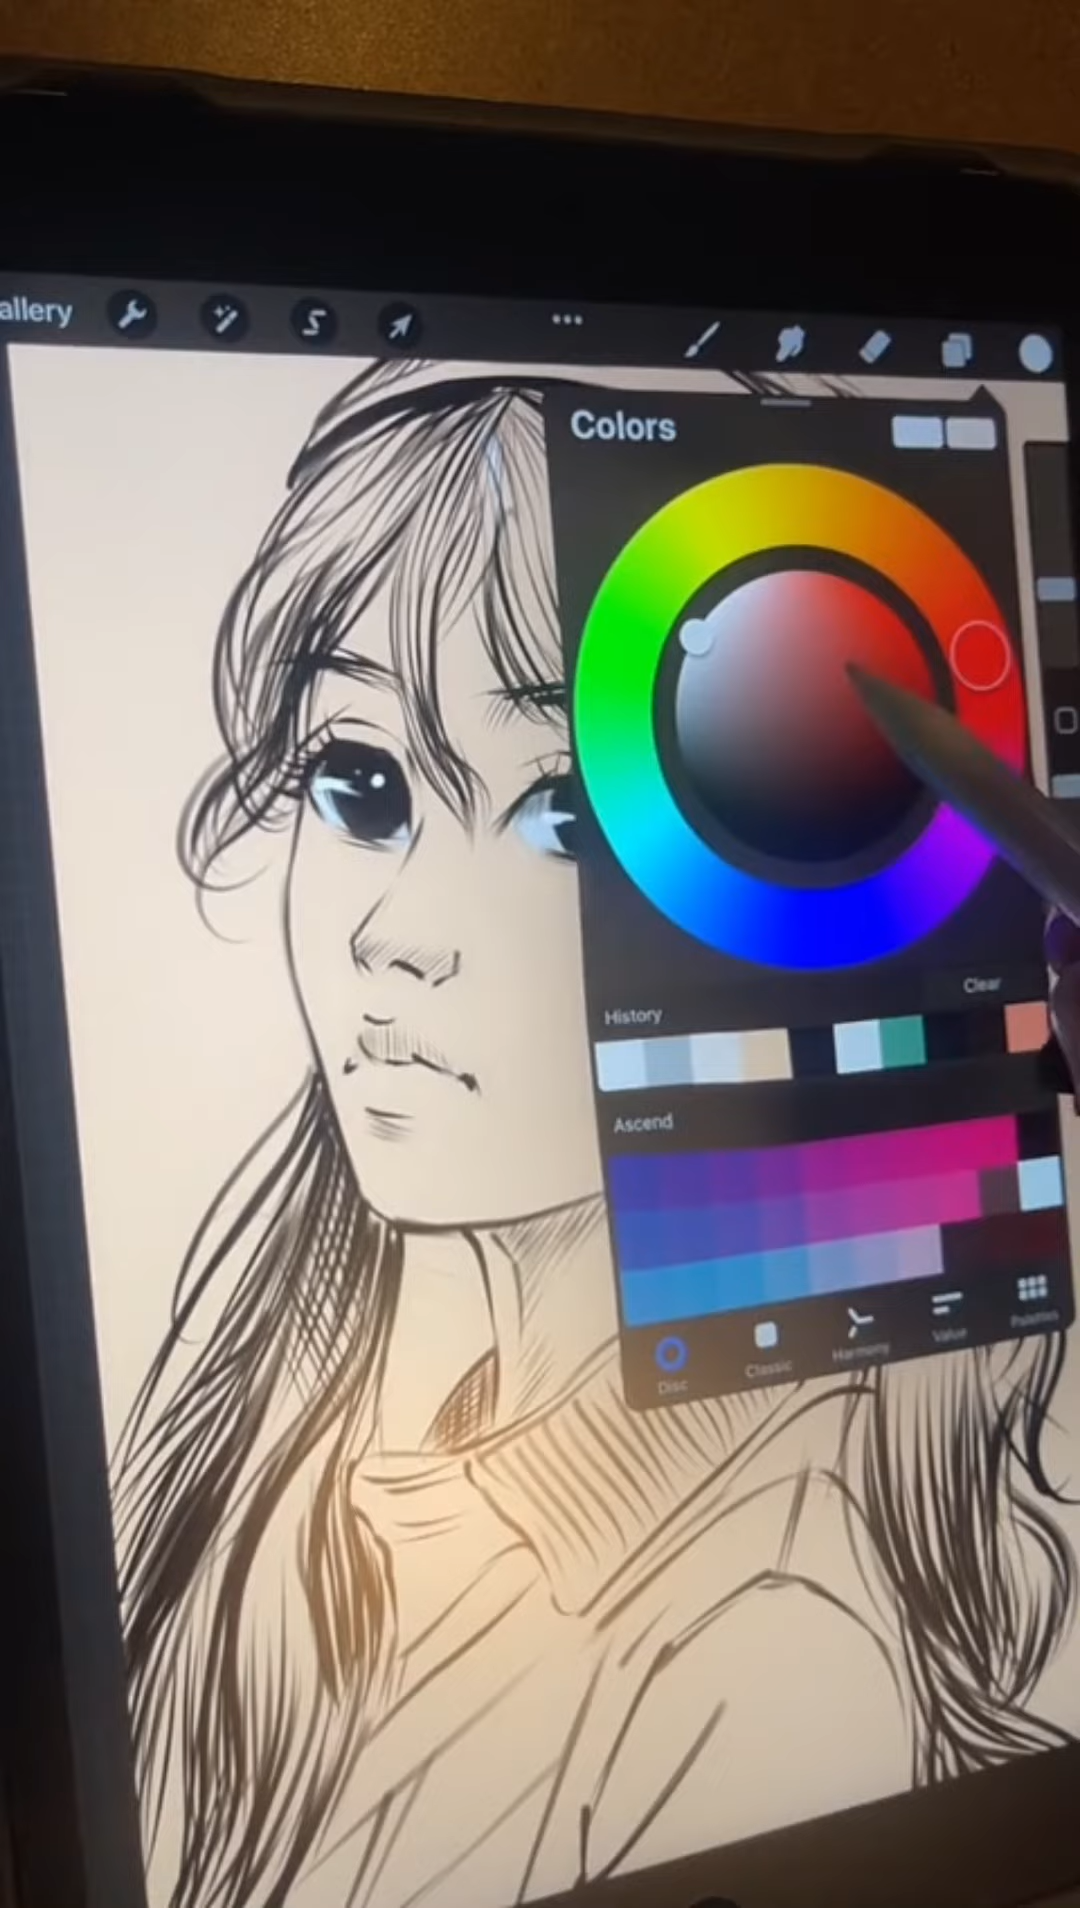 allery
Colors
Clear
History
Ascend
Disc
Classic
Harmony
Value
Palettes